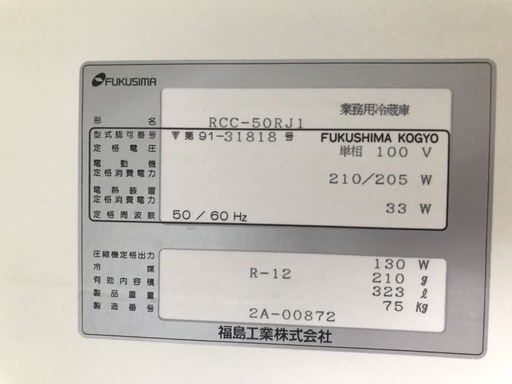 FUKUSIMA
業務用冷蔵庫
形名 RCC-50RJ1
型式認可番号 第91-31818号 FUKUSHIMA KOGYO
定格電圧 単相 100 V
電動機定格消費電力 210/205 W
電熱装置定格消費電力 33 W
定格周波数 50/60Hz
圧縮機定格出力 130 W
冷媒 R-12 210 g
有効内容積 323 ℓ
製品重量 75 Kg
製造番号 2A-00872
福島工業株式会社